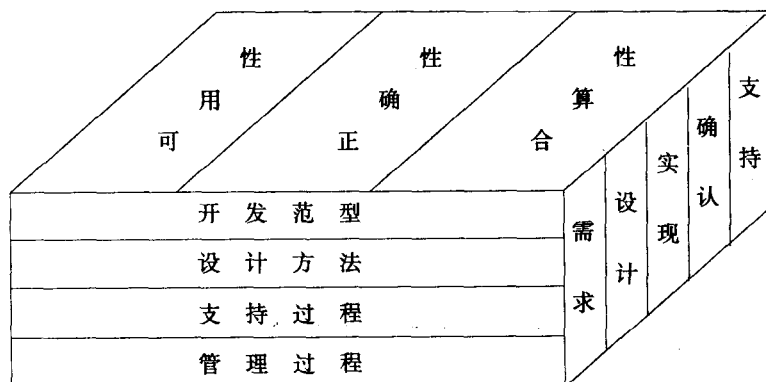 可用性
正确性
合算性
开发范型
设计方法
支持过程
管理过程
需求
设计
实现
确认
支持